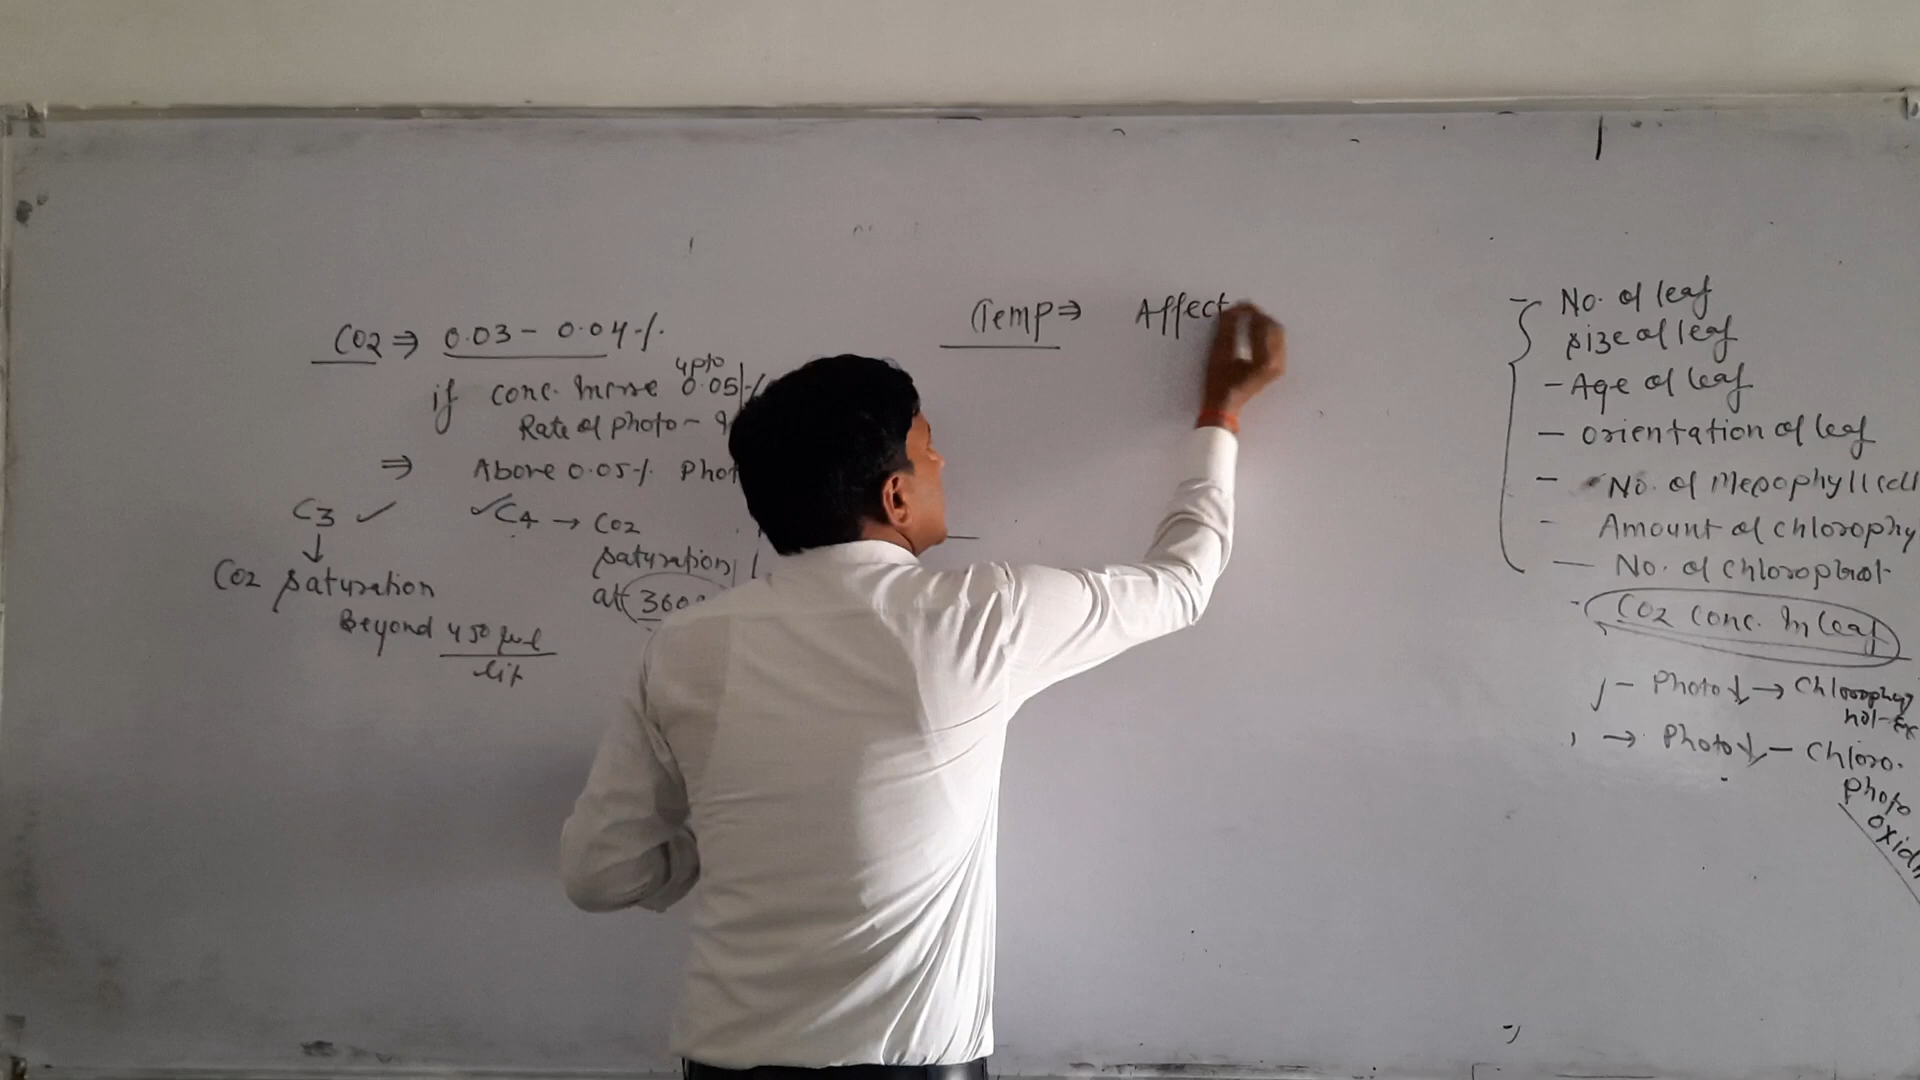 CO2 ⇒ 0.03 - 0.04 %.
upto
if conc. Incrse 0.05 %
Rate of photo -
⇒ Above 0.05 %. Phot
C3 ✓ ✓ C4 → CO2
↓ saturation
CO2 saturation at 360
Beyond 450 µl
lit
Temp ⇒ Affect
- No. of leaf
size of leaf
- Age of leaf
- Orientation of leaf
- No. of Mesophyll cell
- Amount of chlorophy
- No. of chloroplast
CO2 conc. In leaf
- Photo ↓ → Chlorophy
not-Ex
→ Photo ↓ - Chloro.
Photo
oxid